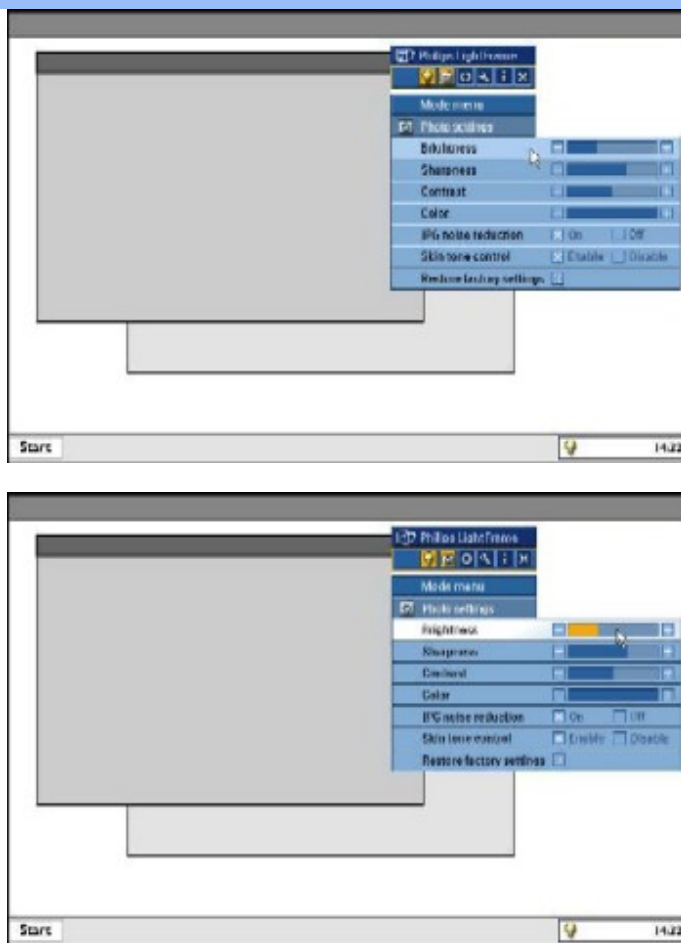 Philips LightFrame
Mode menu
Photo settings
Brightness
Sharpness
Contrast
Color
JPG noise reduction On Off
Skin tone control Enable Disable
Restore factory settings
Start 14:22
Philips LightFrame
Mode menu
Photo settings
Brightness
Sharpness
Contrast
Color
JPG noise reduction On Off
Skin tone control Enable Disable
Restore factory settings
Start 14:22